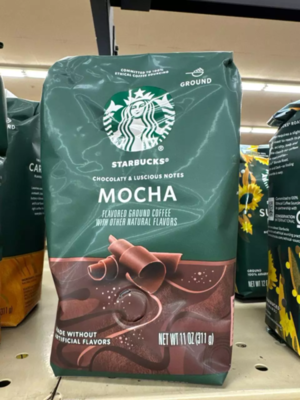 COMMITTED TO 100%
ETHICAL COFFEE SOURCING
GROUND
STARBUCKS®
CHOCOLATY & LUSCIOUS NOTES
MOCHA
FLAVORED GROUND COFFEE
WITH OTHER NATURAL FLAVORS
MADE WITHOUT
ARTIFICIAL FLAVORS
NET WT 11 OZ (311 g)